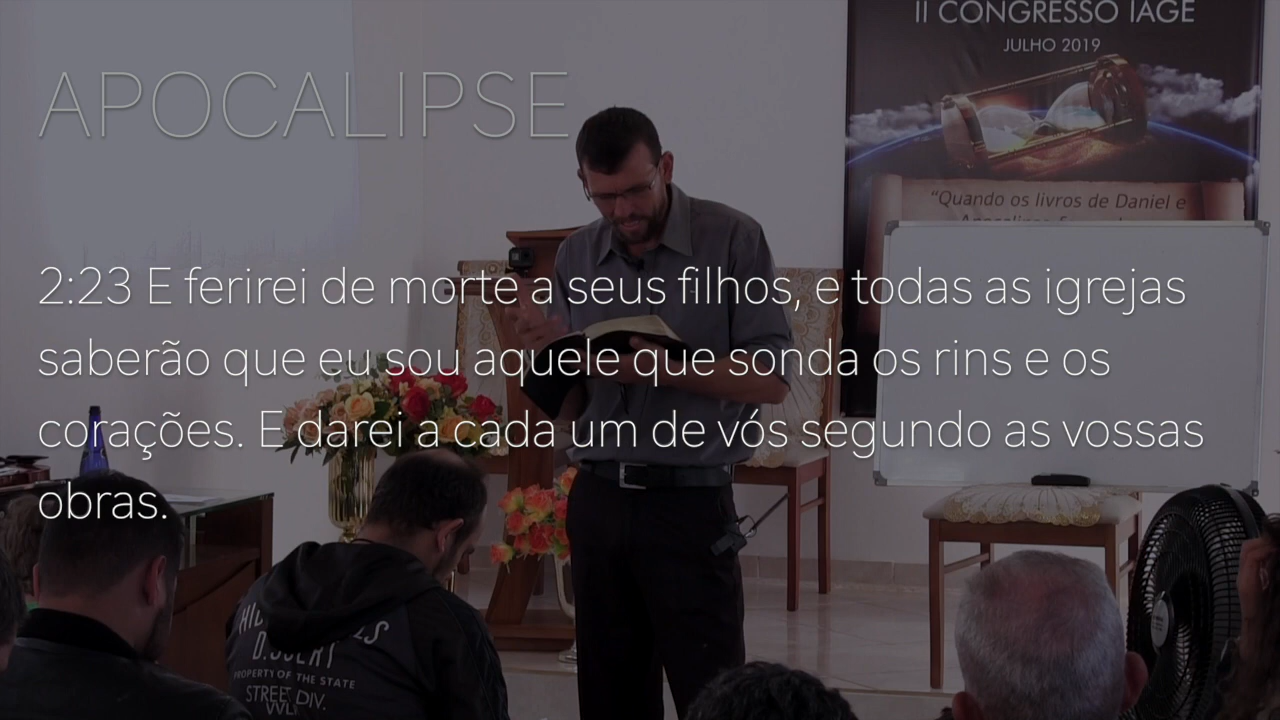 II CONGRESSO IAGE
JULHO 2019
APOCALIPSE
"Quando os livros de Daniel e
2:23 E ferirei de morte a seus filhos, e todas as igrejas
saberão que eu sou aquele que sonda os rins e os
corações. E darei a cada um de vós segundo as vossas
obras.
PROPERTY OF THE STATE
STREET DIV.